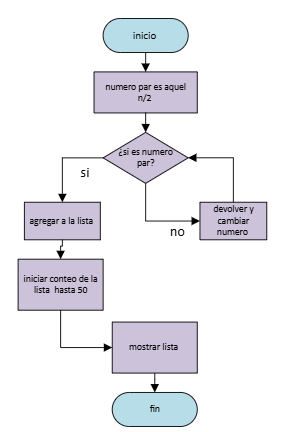 inicio
numero par es aquel
n/2
¿si es numero
par?
si
no
devolver y
cambiar
numero
agregar a la lista
iniciar conteo de la
lista hasta 50
mostrar lista
fin